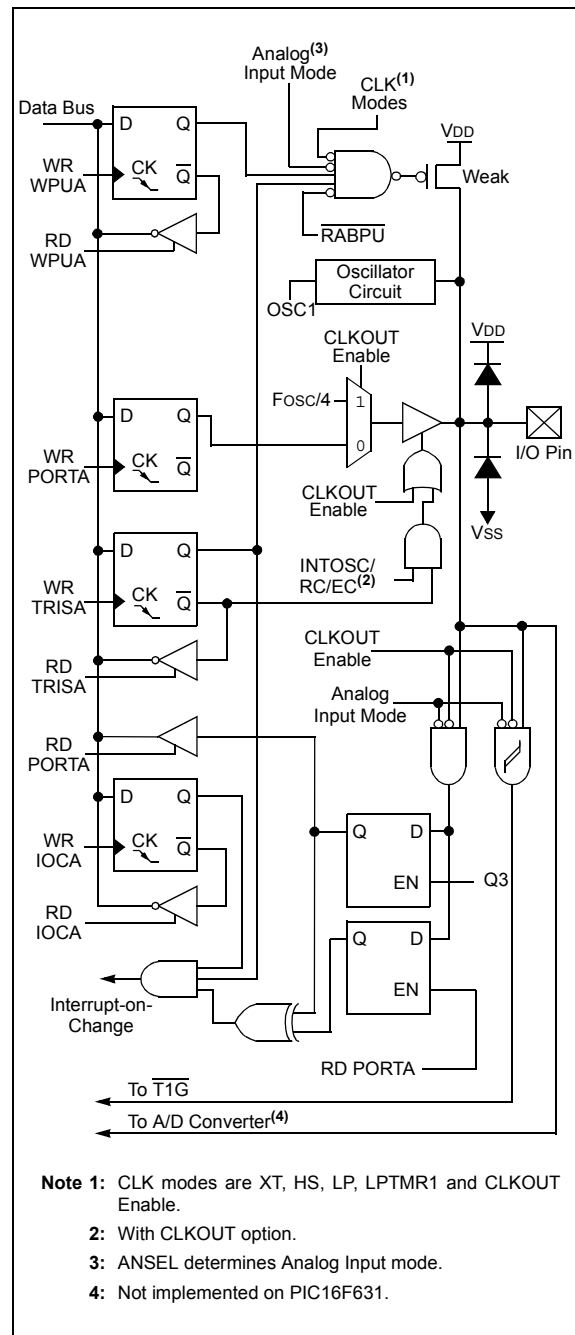 Analog(3)
Input Mode
CLK(1)
Modes
Data Bus
D Q
VDD
WR
WPUA
CK Q
Weak
RD
WPUA
RABPU
Oscillator
Circuit
OSC1
CLKOUT
Enable
VDD
FOSC/4
1
0
D Q
WR
PORTA
CK Q
I/O Pin
CLKOUT
Enable
VSS
D Q
INTOSC/
RC/EC(2)
WR
TRISA
CK Q
CLKOUT
Enable
RD
TRISA
Analog
Input Mode
RD
PORTA
D Q
WR
IOCA
CK Q
Q D
EN
Q3
RD
IOCA
Q D
EN
Interrupt-on-
Change
RD PORTA
To T1G
To A/D Converter(4)
Note 1: CLK modes are XT, HS, LP, LPTMR1 and CLKOUT
Enable.
2: With CLKOUT option.
3: ANSEL determines Analog Input mode.
4: Not implemented on PIC16F631.